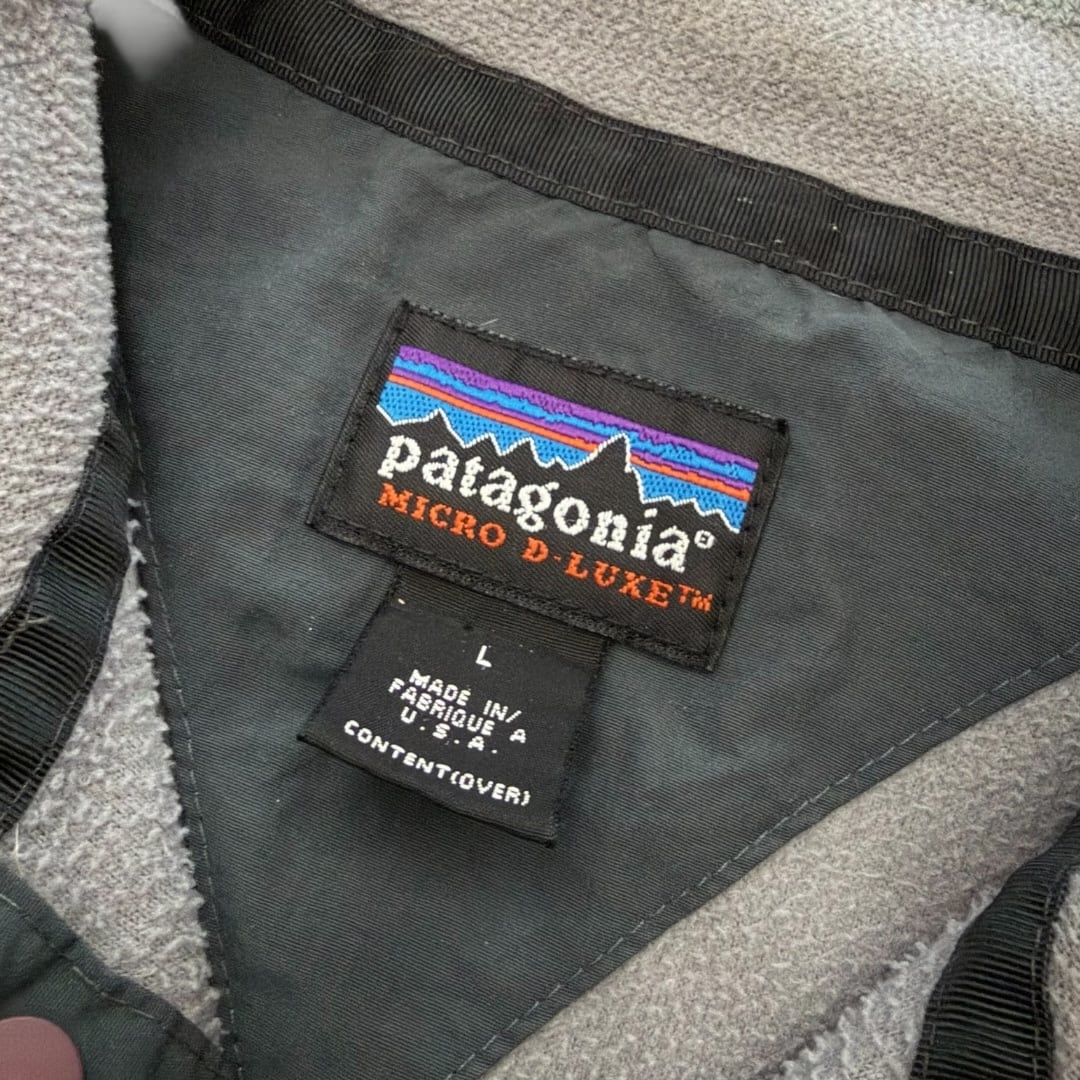 patagonia®
MICRO D-LUXE™
L
MADE IN/
FABRIQUE A
U.S.A.
CONTENT(OVER)